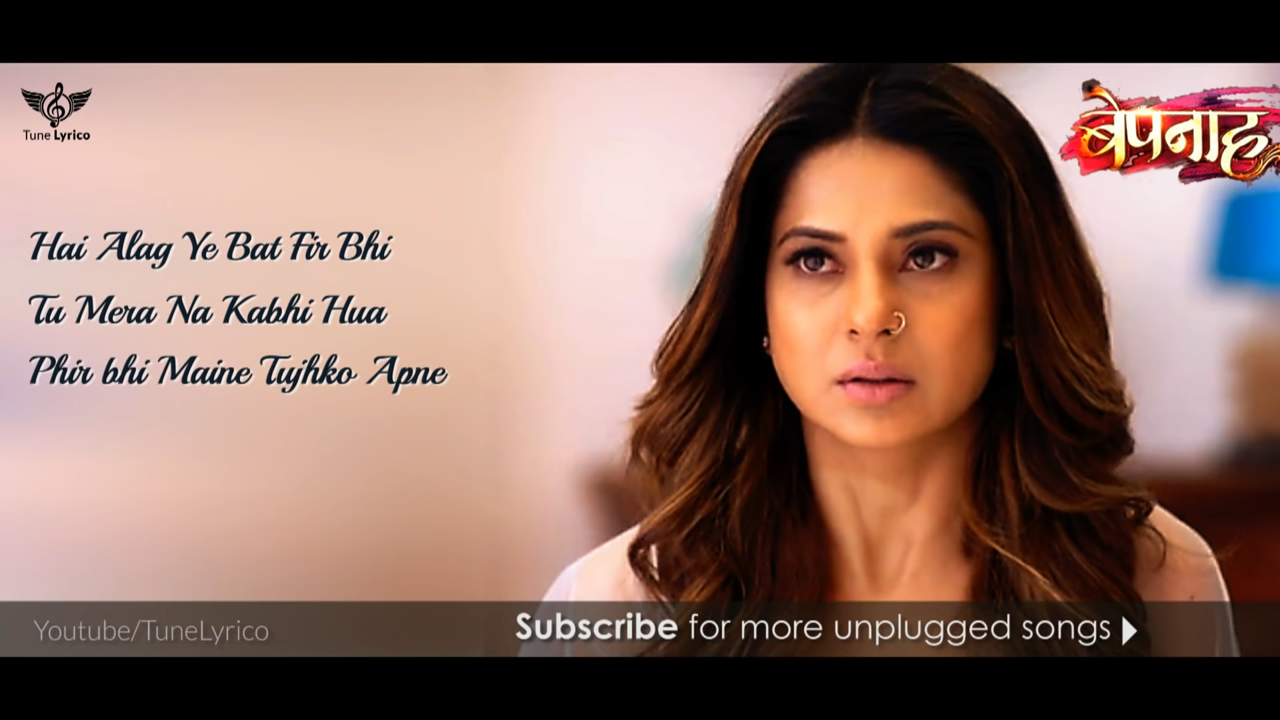 Tune Lyrico
बेपनाह
Hai Alag Ye Bat Fir Bhi
Tu Mera Na Kabhi Hua
Phir bhi Maine Tujhko Apne
Youtube/TuneLyrico
Subscribe for more unplugged songs